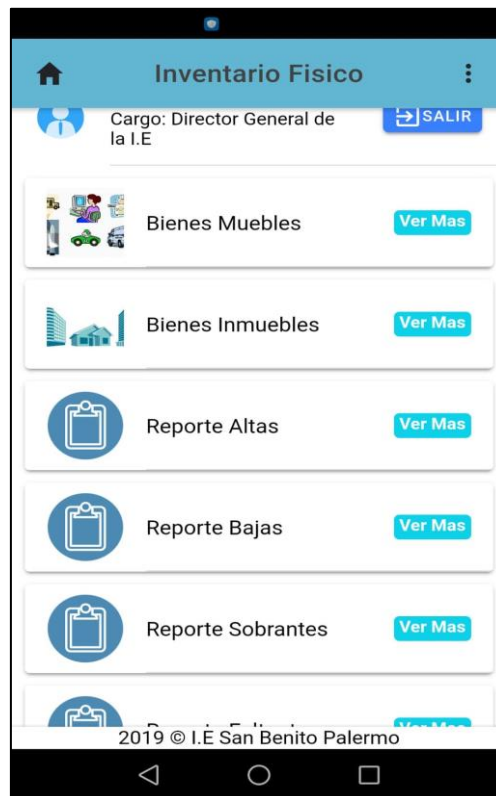 Inventario Fisico
Cargo: Director General de
la I.E
SALIR
Bienes Muebles
Ver Mas
Bienes Inmuebles
Ver Mas
Reporte Altas
Ver Mas
Reporte Bajas
Ver Mas
Reporte Sobrantes
Ver Mas
2019 © I.E San Benito Palermo